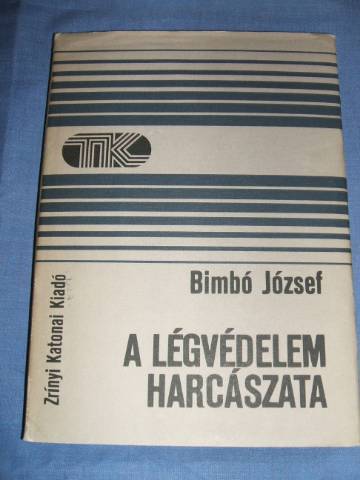 TK
Bimbó József
A LÉGVÉDELEM
HARCÁSZATA
Zrínyi Katonai Kiadó